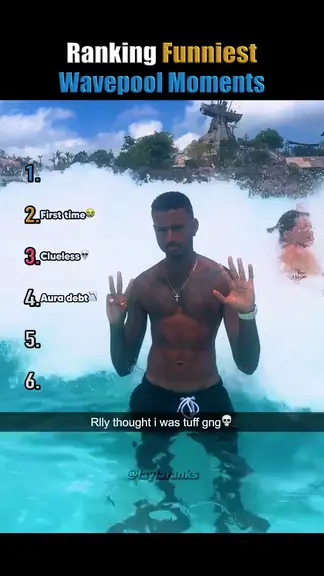 Ranking Funniest
Wavepool Moments
1.
2. First time😂
3. Clueless💀
4. Aura debt
5.
6.
Rlly thought i was tuff gng💀